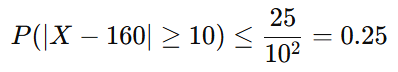 P(|X − 160| ≥ 10) ≤ 25/10² = 0.25